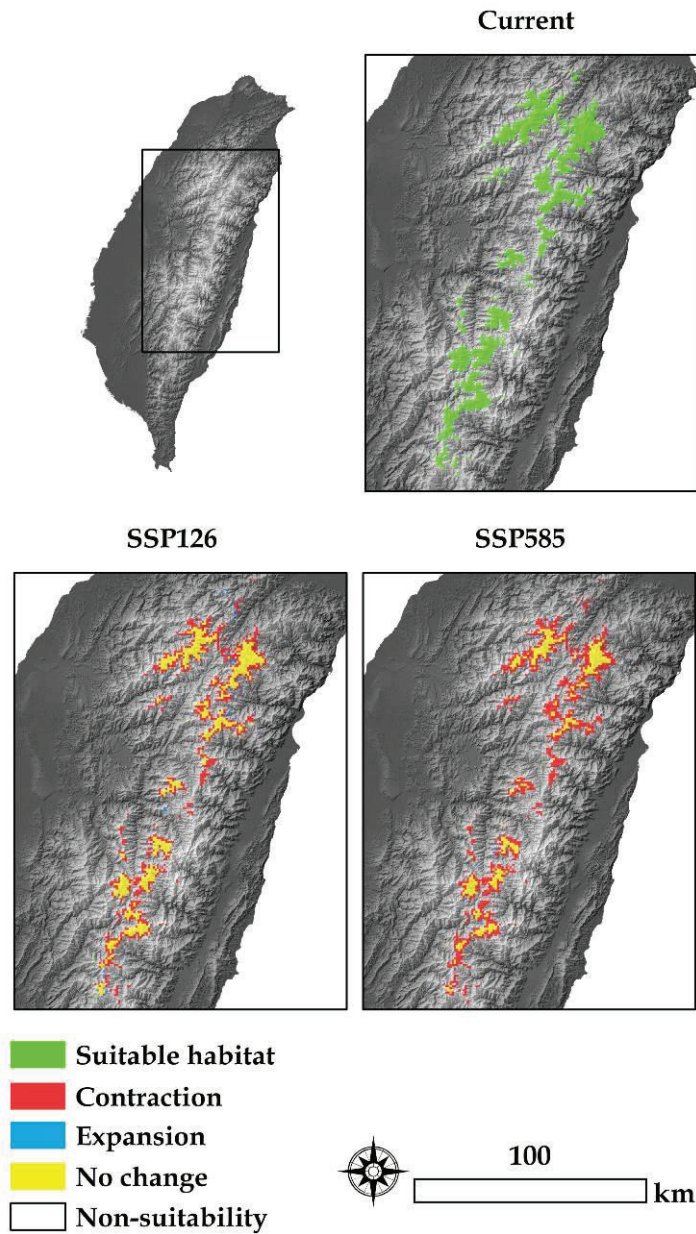 Current
SSP126
SSP585
Suitable habitat
Contraction
Expansion
No change
Non-suitability
100
km